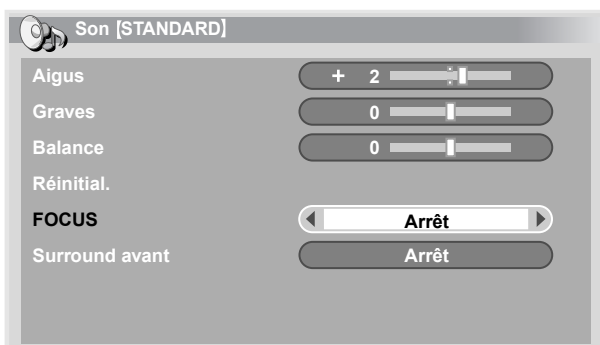 Son [STANDARD]
Aigus + 2
Graves 0
Balance 0
Réinitial.
FOCUS Arrêt
Surround avant Arrêt